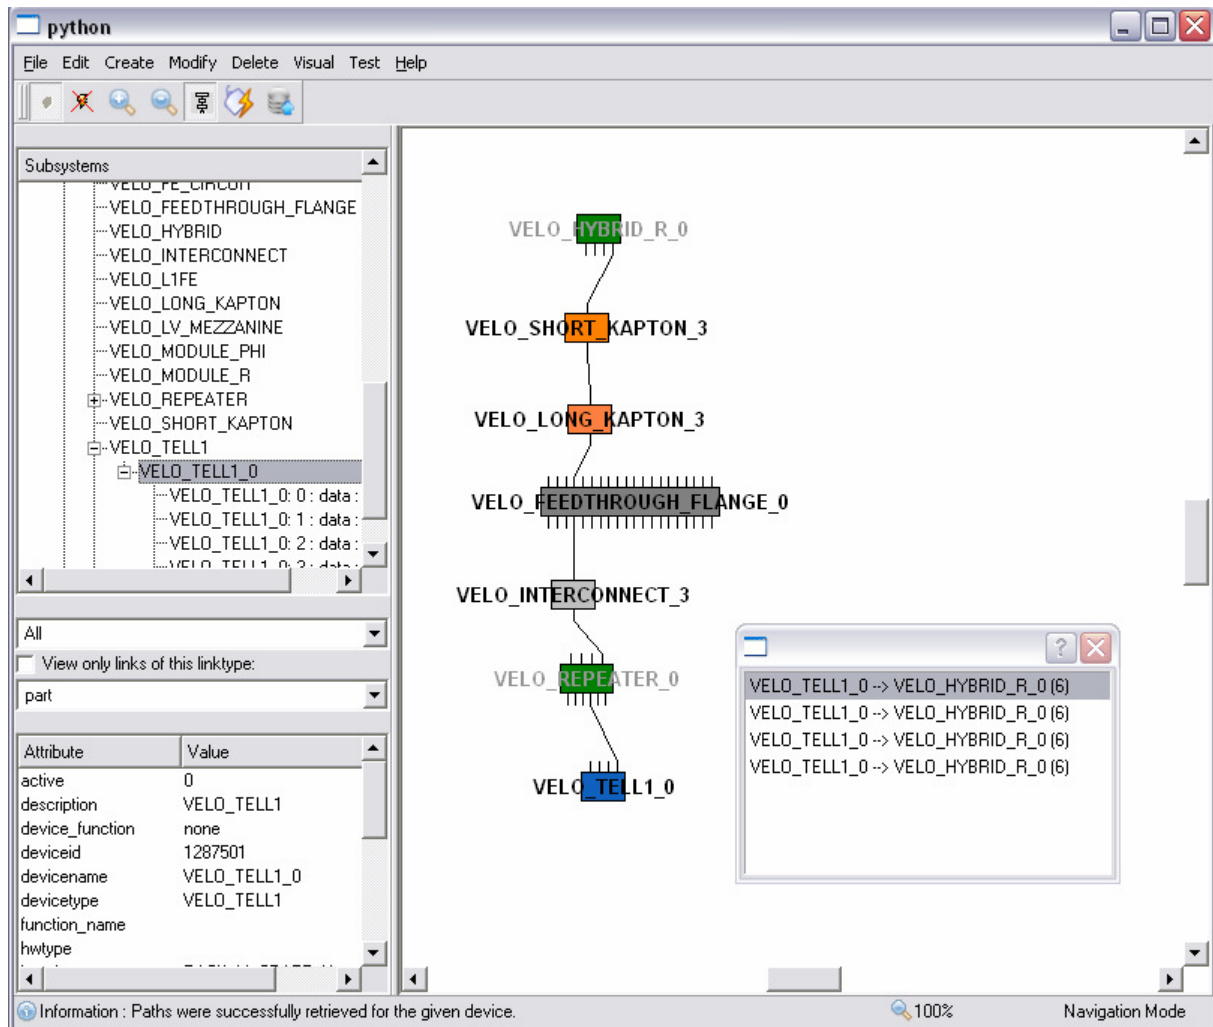 python
File Edit Create Modify Delete Visual Test Help
Subsystems
VELO_FE_CIRCUIT
VELO_FEEDTHROUGH_FLANGE
VELO_HYBRID
VELO_INTERCONNECT
VELO_L1FE
VELO_LONG_KAPTON
VELO_LV_MEZZANINE
VELO_MODULE_PHI
VELO_MODULE_R
VELO_REPEATER
VELO_SHORT_KAPTON
VELO_TELL1
VELO_TELL1_0
VELO_TELL1_0: 0 : data :
VELO_TELL1_0: 1 : data :
VELO_TELL1_0: 2 : data :
VELO_TELL1_0: 3 : data :
All
View only links of this linktype:
part
Attribute Value
active 0
description VELO_TELL1
device_function none
deviceid 1287501
devicename VELO_TELL1_0
devicetype VELO_TELL1
function_name
hwtype
VELO_HYBRID_R_0
VELO_SHORT_KAPTON_3
VELO_LONG_KAPTON_3
VELO_FEEDTHROUGH_FLANGE_0
VELO_INTERCONNECT_3
VELO_REPEATER_0
VELO_TELL1_0
VELO_TELL1_0 --> VELO_HYBRID_R_0 (6)
VELO_TELL1_0 --> VELO_HYBRID_R_0 (6)
VELO_TELL1_0 --> VELO_HYBRID_R_0 (6)
VELO_TELL1_0 --> VELO_HYBRID_R_0 (6)
Information : Paths were successfully retrieved for the given device.
100%
Navigation Mode